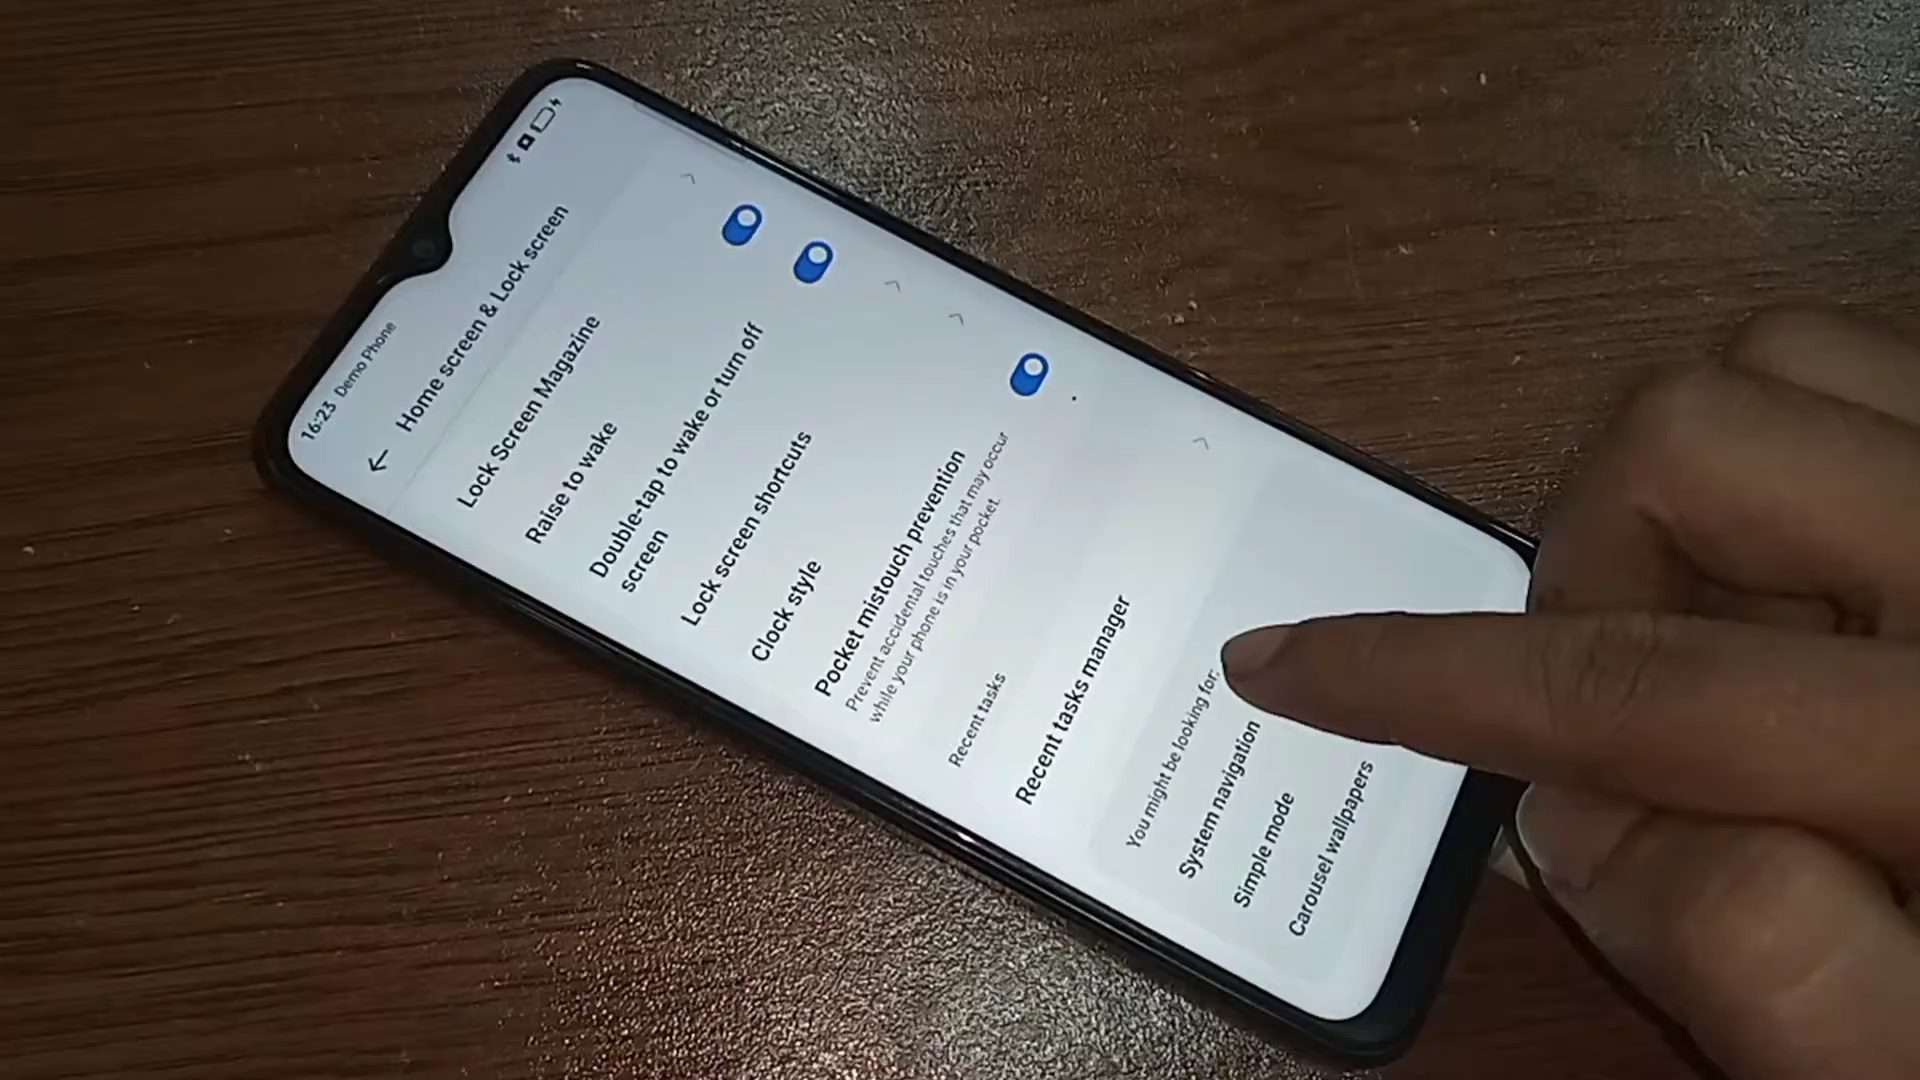 16:23 Demo Phone
Home screen & Lock screen
Lock Screen Magazine
Raise to wake
Double-tap to wake or turn off
screen
Lock screen shortcuts
Clock style
Pocket mistouch prevention
Prevent accidental touches that may occur
while your phone is in your pocket.
Recent tasks
Recent tasks manager
You might be looking for:
System navigation
Simple mode
Carousel wallpapers